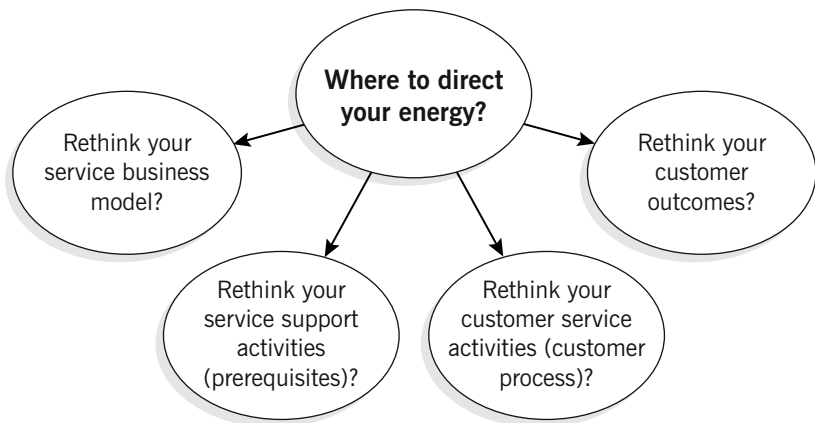 Where to direct
your energy?
Rethink your
service business
model?
Rethink your
service support
activities
(prerequisites)?
Rethink your
customer service
activities (customer
process)?
Rethink your
customer
outcomes?